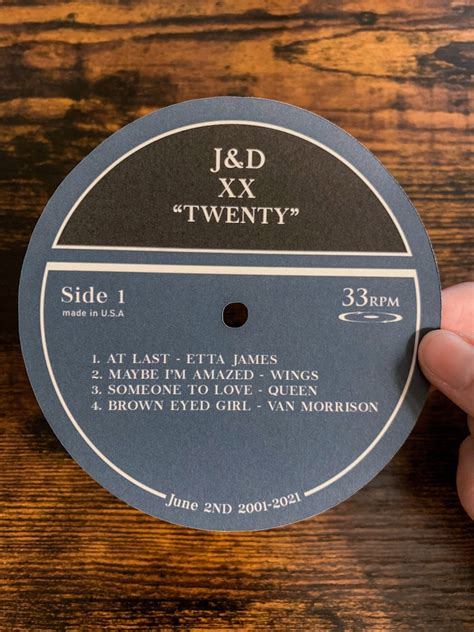 J&D
XX
“TWENTY”
Side 1
made in U.S.A
33RPM
1. AT LAST - ETTA JAMES
2. MAYBE I'M AMAZED - WINGS
3. SOMEONE TO LOVE - QUEEN
4. BROWN EYED GIRL - VAN MORRISON
June 2ND 2001-2021